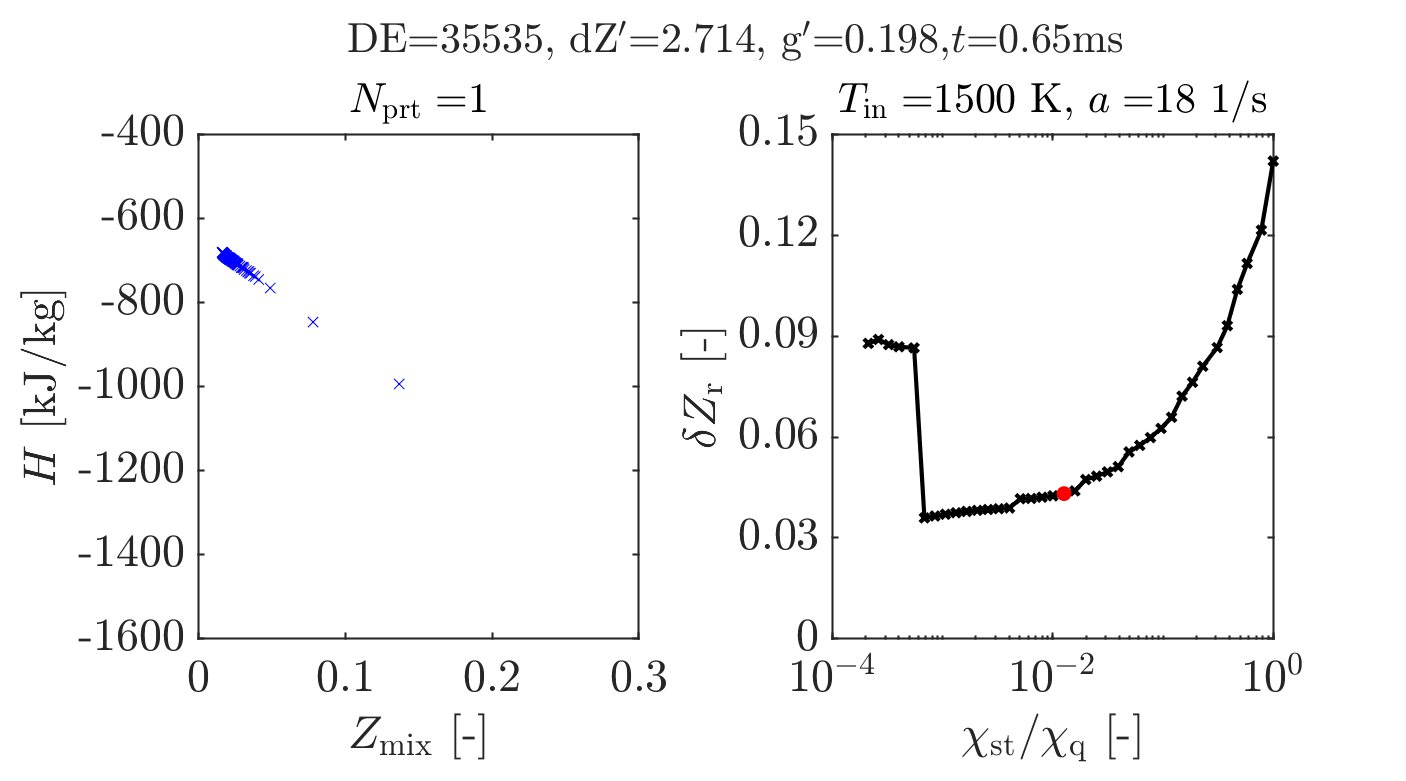 DE=35535, dZ′=2.714, g′=0.198,t=0.65ms
N_prt =1
-400
-600
-800
-1000
-1200
-1400
-1600
0
0.1
0.2
0.3
H [kJ/kg]
Z_mix [-]
T_in =1500 K, a =18 1/s
0.15
0.12
0.09
0.06
0.03
0
10^−4
10^−2
10^0
δZ_r [-]
χ_st/χ_q [-]